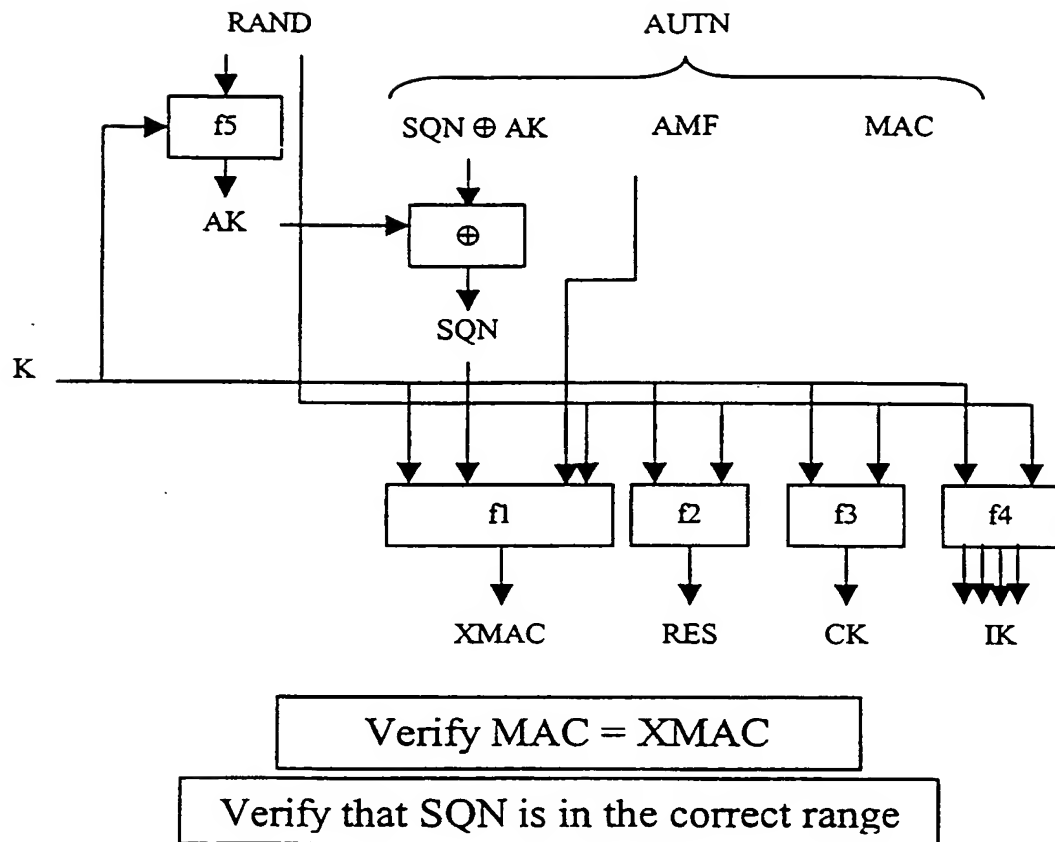 RAND AUTN
f5 SQN ⊕ AK AMF MAC
AK ⊕
SQN
K
f1 f2 f3 f4
XMAC RES CK IK
Verify MAC = XMAC
Verify that SQN is in the correct range